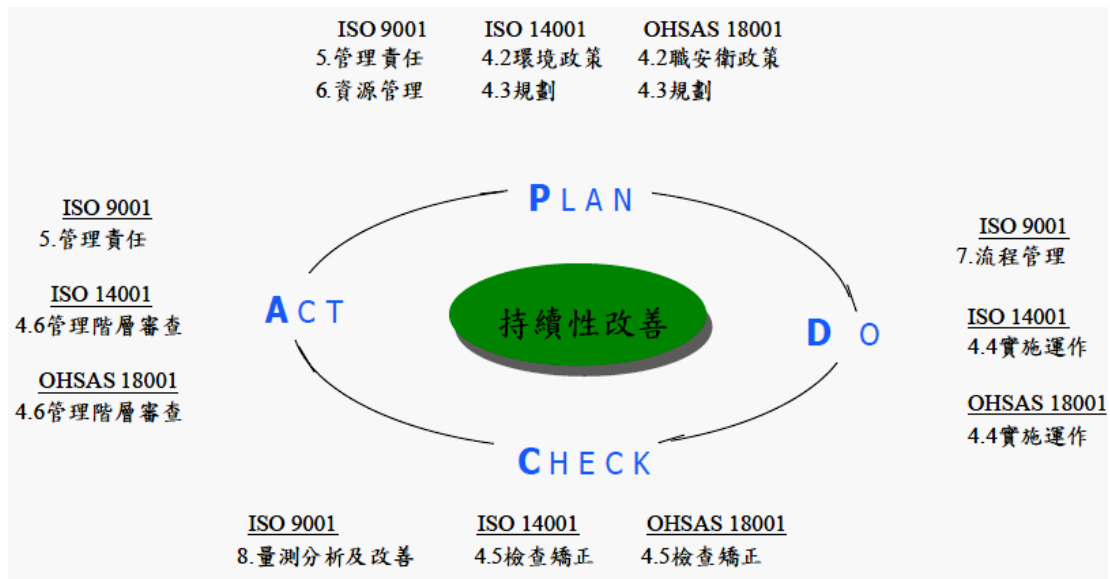 ISO 9001
5.管理責任
6.資源管理
ISO 14001
4.2環境政策
4.3規劃
OHSAS 18001
4.2職安衛政策
4.3規劃
PLAN
ISO 9001
7.流程管理
ISO 14001
4.4實施運作
OHSAS 18001
4.4實施運作
DO
持續性改善
CHECK
ISO 9001
8.量測分析及改善
ISO 14001
4.5檢查矯正
OHSAS 18001
4.5檢查矯正
ACT
ISO 9001
5.管理責任
ISO 14001
4.6管理階層審查
OHSAS 18001
4.6管理階層審查